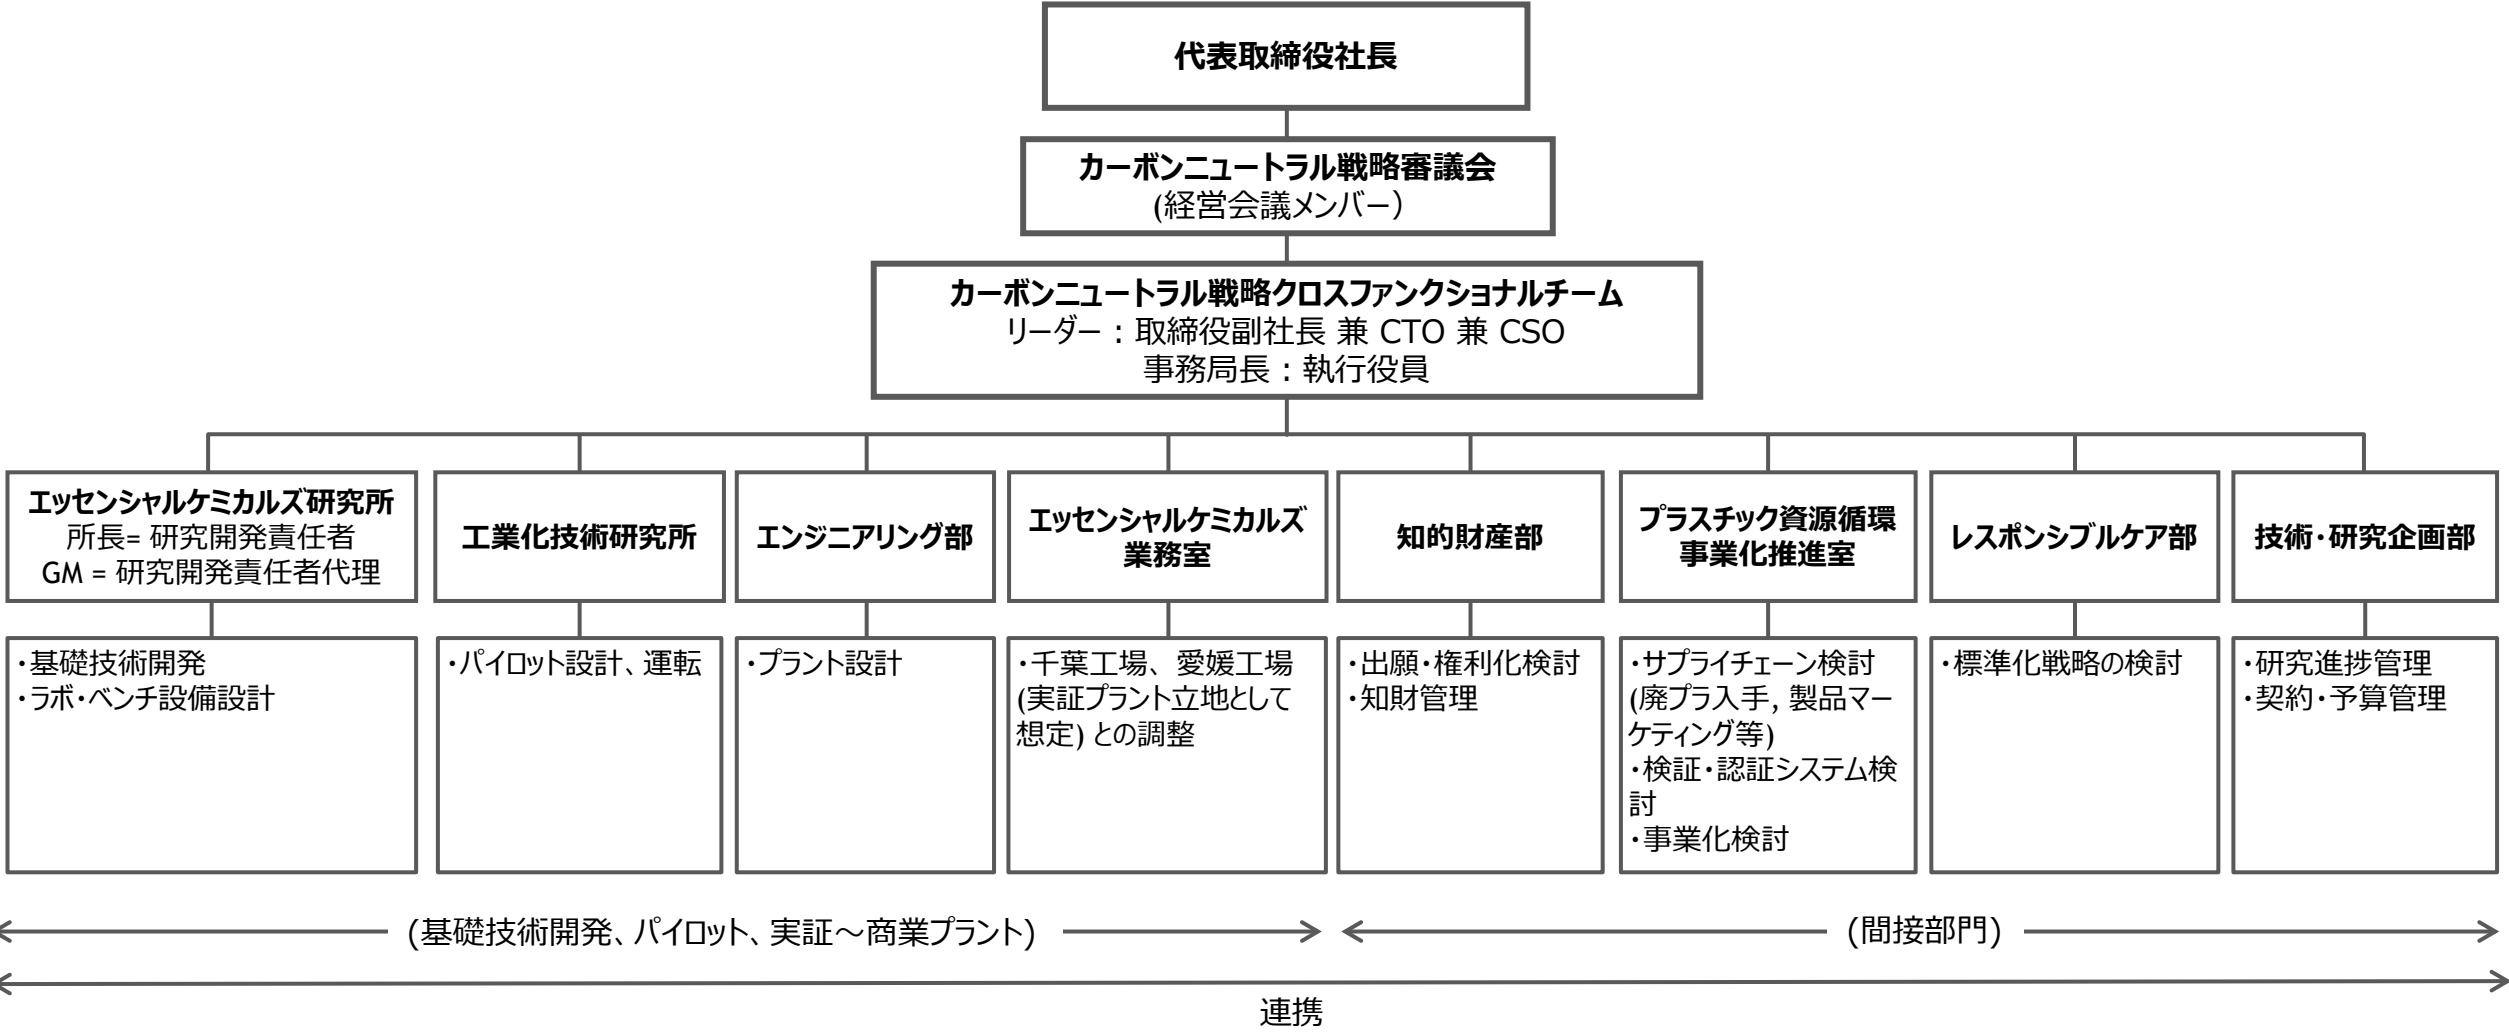 代表取締役社長
カーボンニュートラル戦略審議会
(経営会議メンバー）
カーボンニュートラル戦略クロスファンクショナルチーム
リーダー：取締役副社長 兼 CTO 兼 CSO
事務局長：執行役員
エッセンシャルケミカルズ研究所
所長= 研究開発責任者
GM = 研究開発責任者代理
工業化技術研究所
エンジニアリング部
エッセンシャルケミカルズ
業務室
知的財産部
プラスチック資源循環
事業化推進室
レスポンシブルケア部
技術・研究企画部
・基礎技術開発
・ラボ・ベンチ設備設計
・パイロット設計、運転
・プラント設計
・千葉工場、愛媛工場
(実証プラント立地として
想定) との調整
・出願・権利化検討
・知財管理
・サプライチェーン検討
(廃プラ入手, 製品マー
ケティング等)
・検証・認証システム検
討
・事業化検討
・標準化戦略の検討
・研究進捗管理
・契約・予算管理
(基礎技術開発、パイロット、実証～商業プラント)
(間接部門)
連携